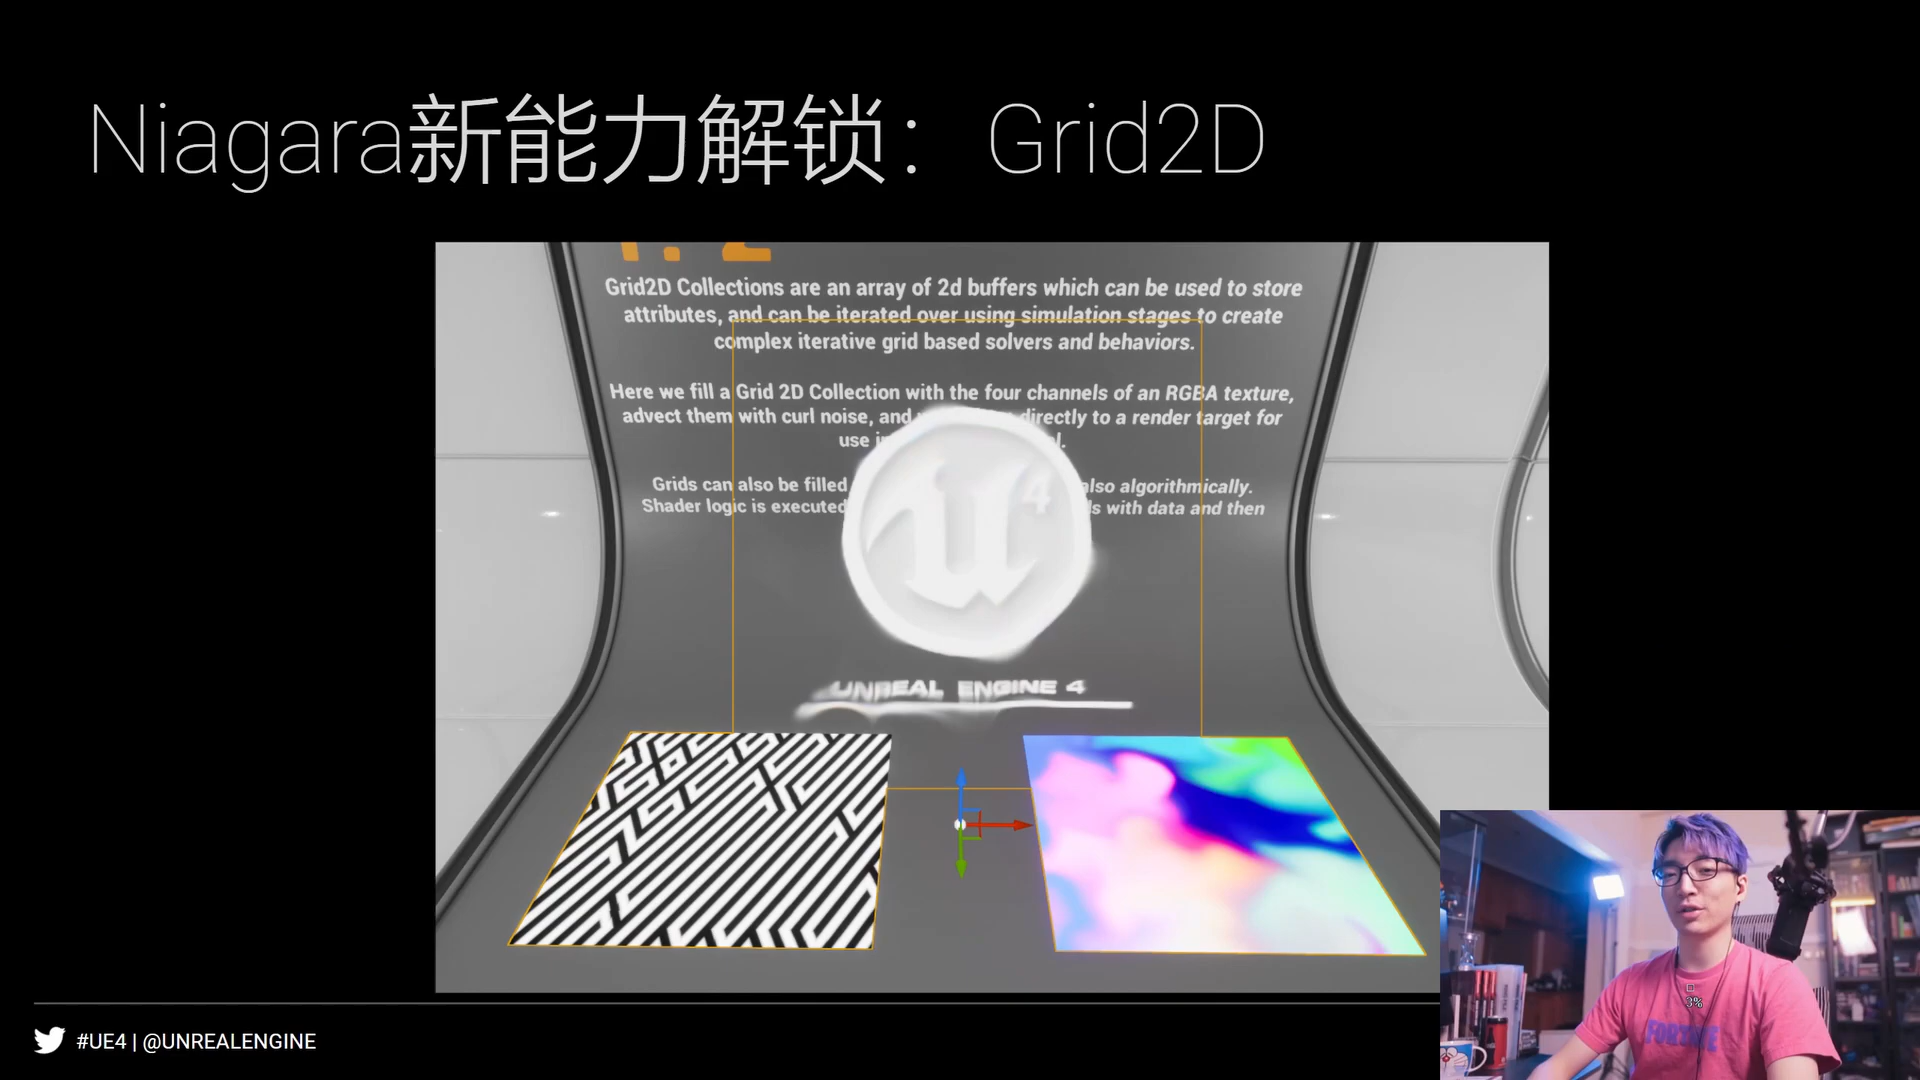 Niagara新能力解锁：Grid2D
Grid2D Collections are an array of 2d buffers which can be used to store
attributes, and can be iterated over using simulation stages to create
complex iterative grid based solvers and behaviors.
Here we fill a Grid 2D Collection with the four channels of an RGBA texture,
advect them with curl noise, and directly to a render target for
use
Grids can also be filled also algorithmically.
Shader logic is executed with data and then
4
UNREAL ENGINE 4
#UE4 | @UNREALENGINE
3%